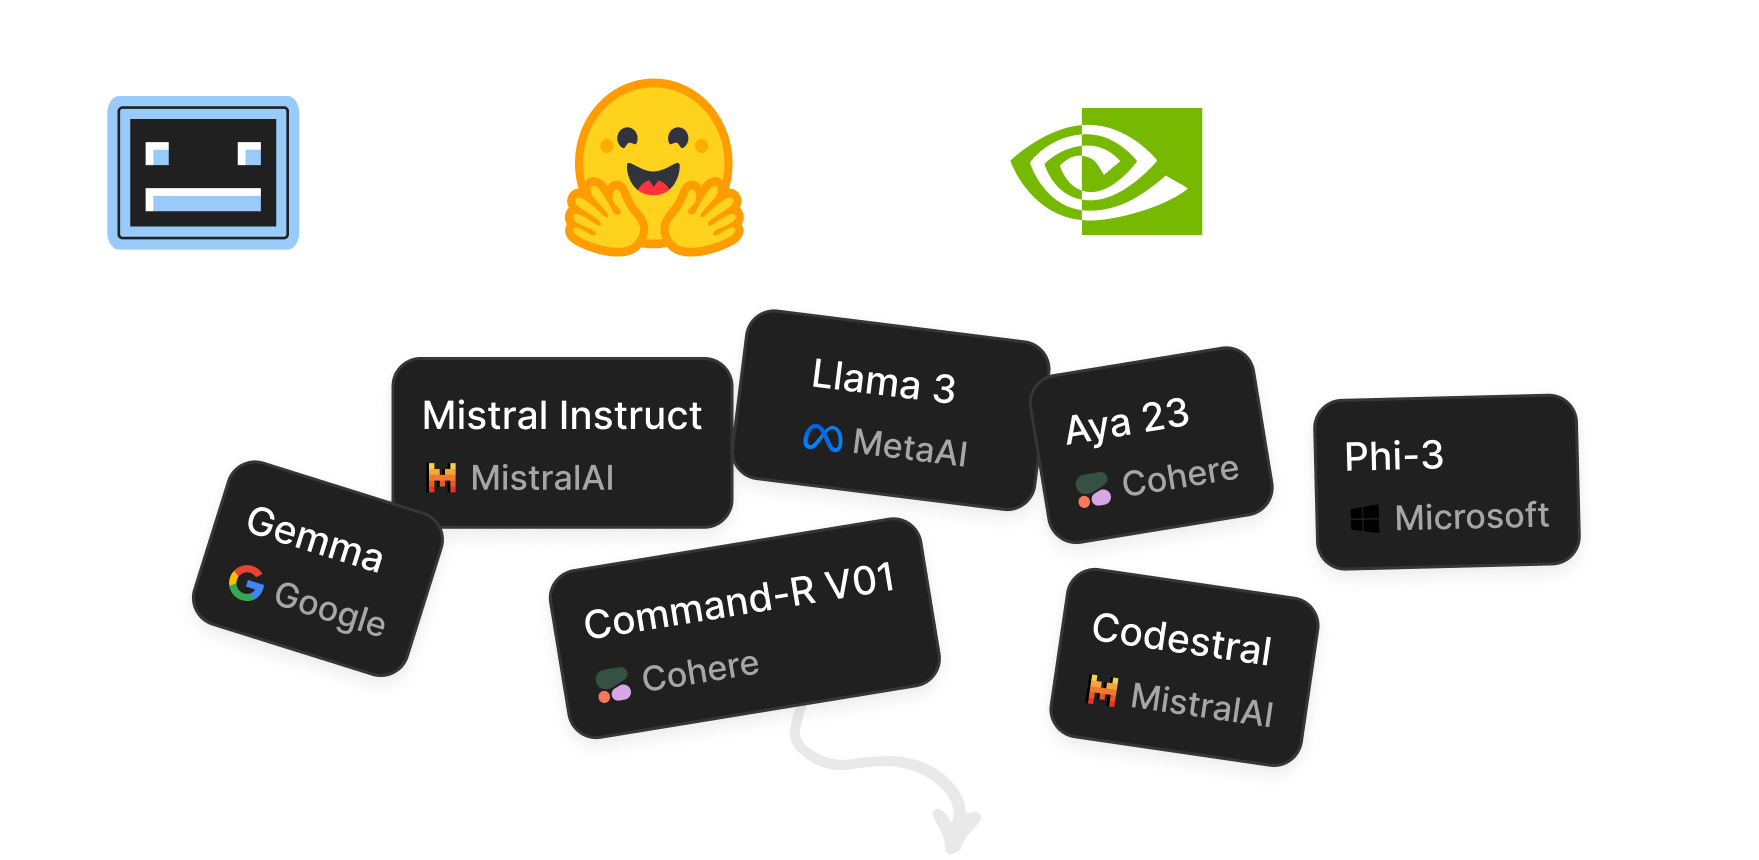 Mistral Instruct
MistralAI
Llama 3
MetaAI
Aya 23
Cohere
Phi-3
Microsoft
Gemma
Google
Command-R V01
Cohere
Codestral
MistralAI